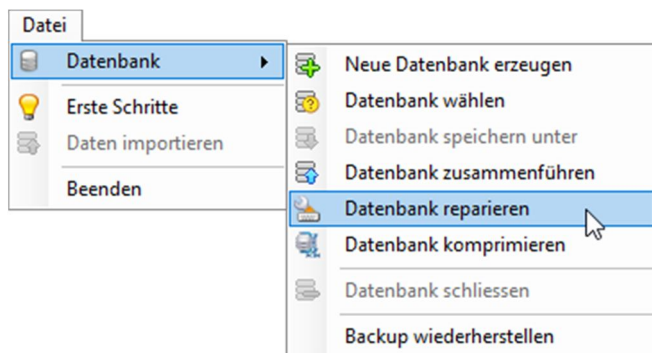 Datei
Datenbank
Erste Schritte
Daten importieren
Beenden
Neue Datenbank erzeugen
Datenbank wählen
Datenbank speichern unter
Datenbank zusammenführen
Datenbank reparieren
Datenbank komprimieren
Datenbank schliessen
Backup wiederherstellen